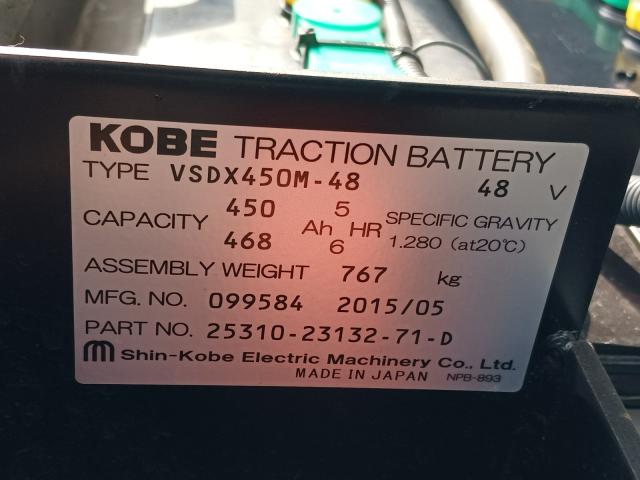 KOBE TRACTION BATTERY
TYPE VSDX450M-48 48 V
CAPACITY 450 Ah 5 HR SPECIFIC GRAVITY
468 6 1.280 (at20℃)
ASSEMBLY WEIGHT 767 kg
MFG. NO. 099584 2015/05
PART NO. 25310-23132-71-D
Shin-Kobe Electric Machinery Co., Ltd.
MADE IN JAPAN NPB-893